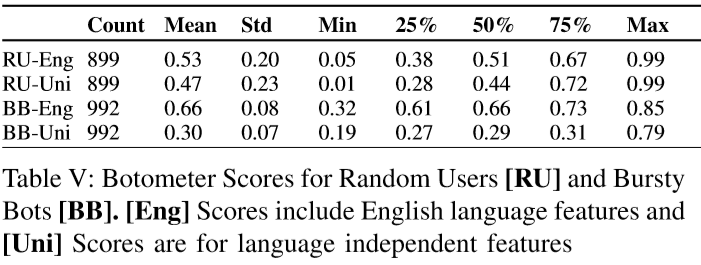 Count Mean Std Min 25% 50% 75% Max
RU-Eng 899 0.53 0.20 0.05 0.38 0.51 0.67 0.99
RU-Uni 899 0.47 0.23 0.01 0.28 0.44 0.72 0.99
BB-Eng 992 0.66 0.08 0.32 0.61 0.66 0.73 0.85
BB-Uni 992 0.30 0.07 0.19 0.27 0.29 0.31 0.79
Table V: Botometer Scores for Random Users [RU] and Bursty
Bots [BB]. [Eng] Scores include English language features and
[Uni] Scores are for language independent features